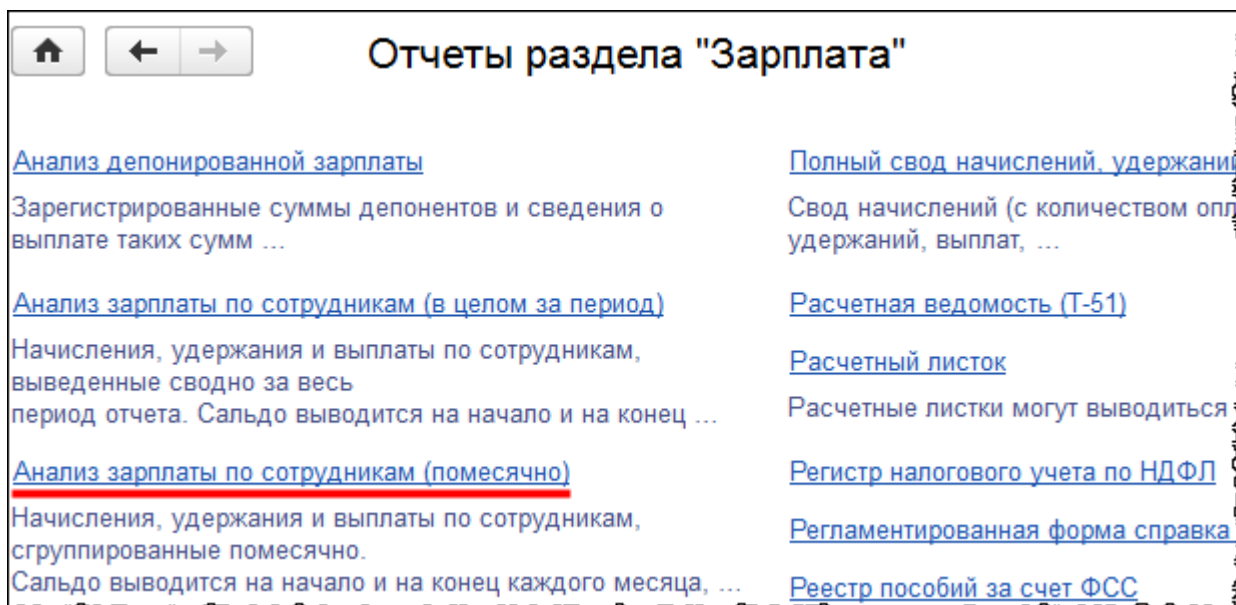 Отчеты раздела "Зарплата"
Анализ депонированной зарплаты
Зарегистрированные суммы депонентов и сведения о
выплате таких сумм ...
Анализ зарплаты по сотрудникам (в целом за период)
Начисления, удержания и выплаты по сотрудникам,
выведенные сводно за весь
период отчета. Сальдо выводится на начало и на конец ...
Анализ зарплаты по сотрудникам (помесячно)
Начисления, удержания и выплаты по сотрудникам,
сгруппированные помесячно.
Сальдо выводится на начало и на конец каждого месяца, ...
Полный свод начислений, удержаний
Свод начислений (с количеством опл
удержаний, выплат, ...
Расчетная ведомость (Т-51)
Расчетный листок
Расчетные листки могут выводиться
Регистр налогового учета по НДФЛ
Регламентированная форма справка
Реестр пособий за счет ФСС